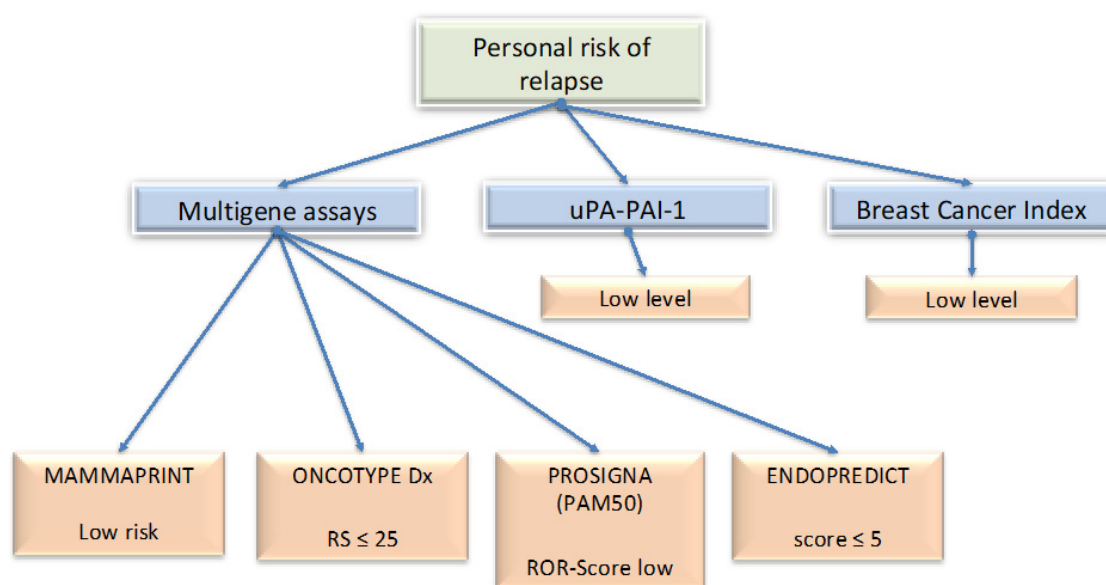 Personal risk of
relapse
Multigene assays
uPA-PAI-1
Breast Cancer Index
Low level
Low level
MAMMAPRINT
Low risk
ONCOTYPE Dx
RS ≤ 25
PROSIGNA
(PAM50)
ROR-Score low
ENDOPREDICT
score ≤ 5